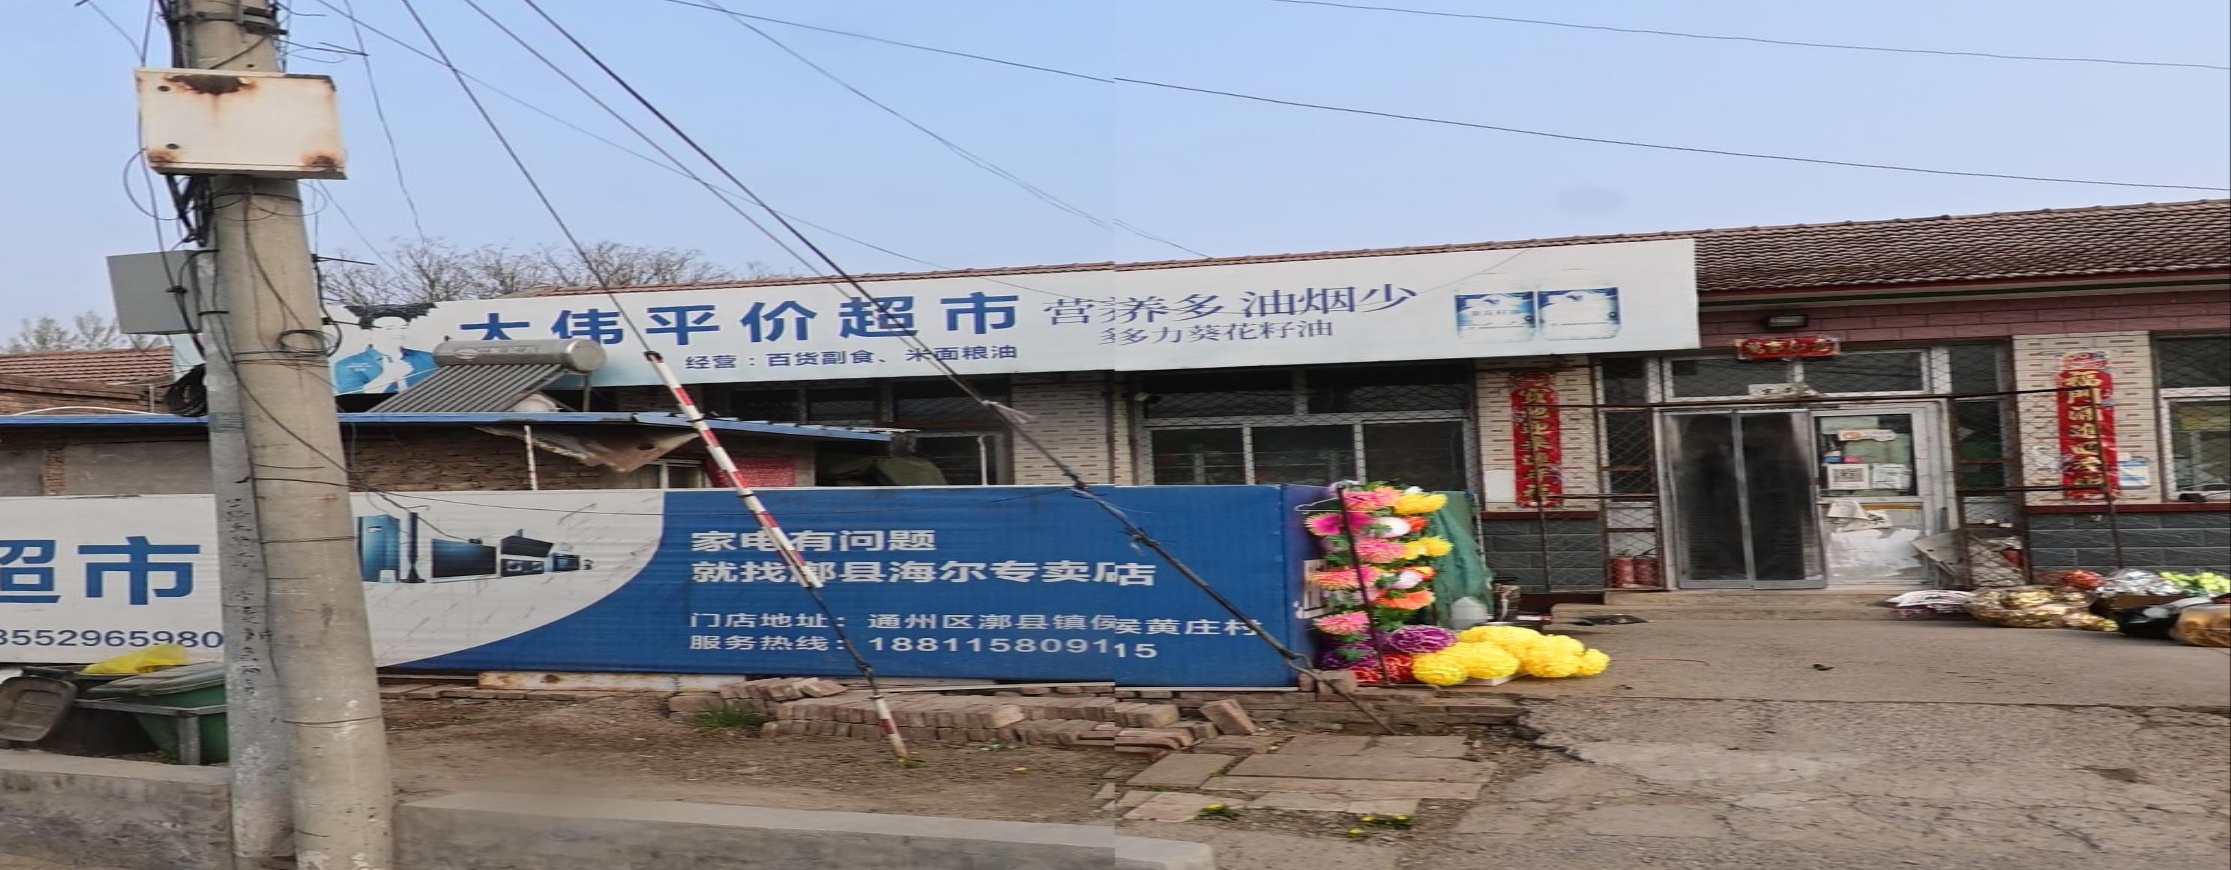 大伟平价超市
经营：百货副食、米面粮油
营养多 油烟少
多力葵花籽油
超市
3552965980
家电有问题
就找漷县海尔专卖店
门店地址：通州区漷县镇侯黄庄村
服务热线：18811580915